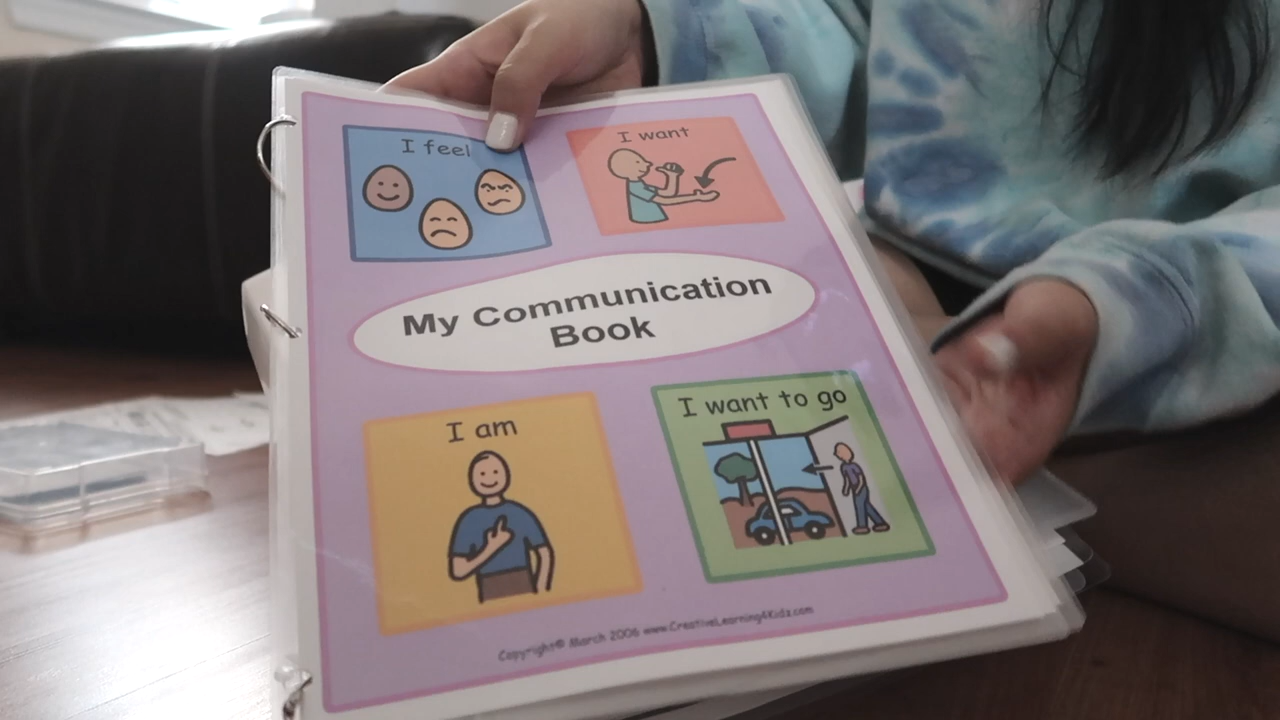 I feel
I want
My Communication
Book
I am
I want to go
Copyright© March 2006 www.CreativeLearning4Kidz.com